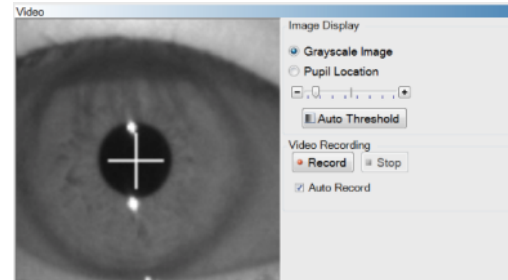 Video
Image Display
Grayscale Image
Pupil Location
Auto Threshold
Video Recording
Record Stop
Auto Record